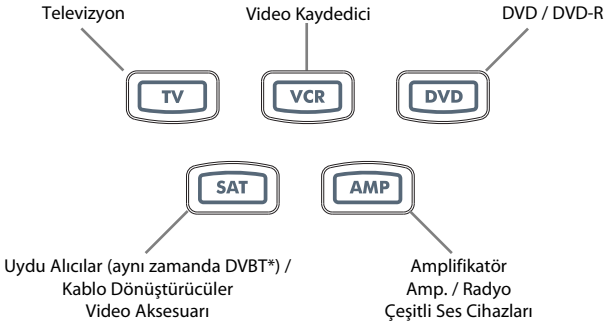 Televizyon
Video Kaydedici
DVD / DVD-R
TV
VCR
DVD
SAT
AMP
Uydu Alıcılar (aynı zamanda DVBT*) /
Kablo Dönüştürücüler
Video Aksesuarı
Amplifikatör
Amp. / Radyo
Çeşitli Ses Cihazları